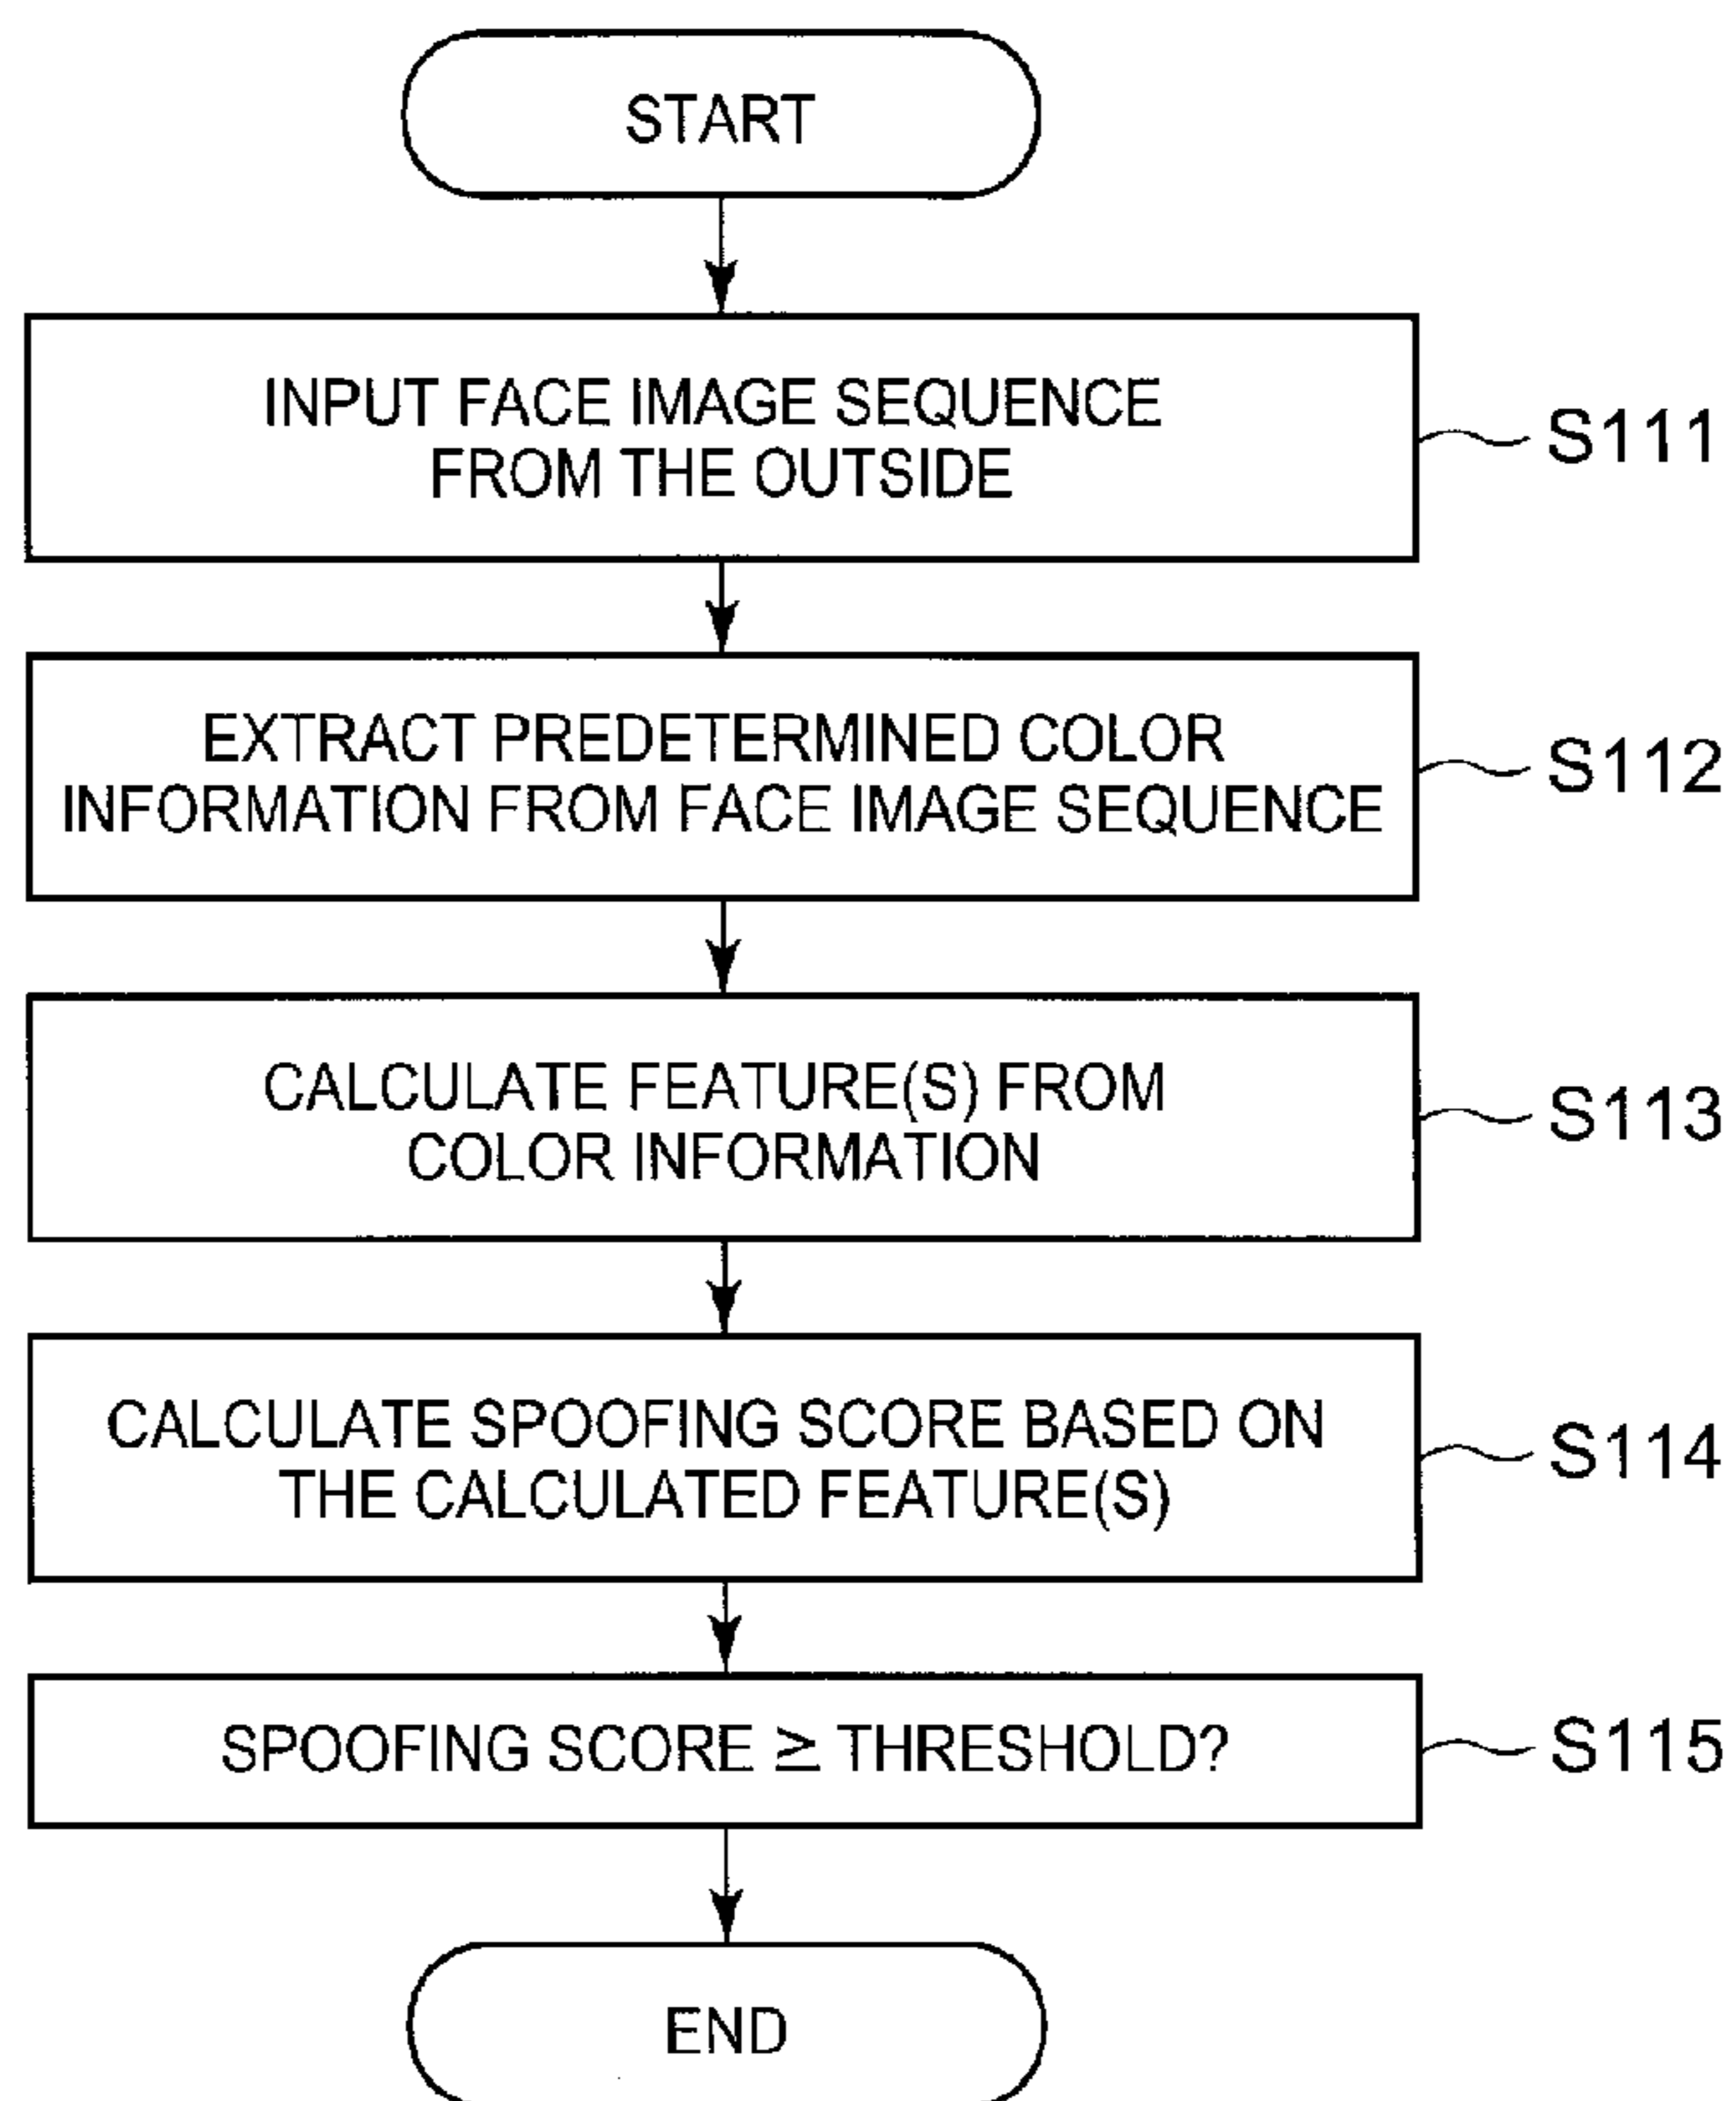 START
INPUT FACE IMAGE SEQUENCE
FROM THE OUTSIDE
S111
EXTRACT PREDETERMINED COLOR
INFORMATION FROM FACE IMAGE SEQUENCE
S112
CALCULATE FEATURE(S) FROM
COLOR INFORMATION
S113
CALCULATE SPOOFING SCORE BASED ON
THE CALCULATED FEATURE(S)
S114
SPOOFING SCORE ≥ THRESHOLD?
S115
END